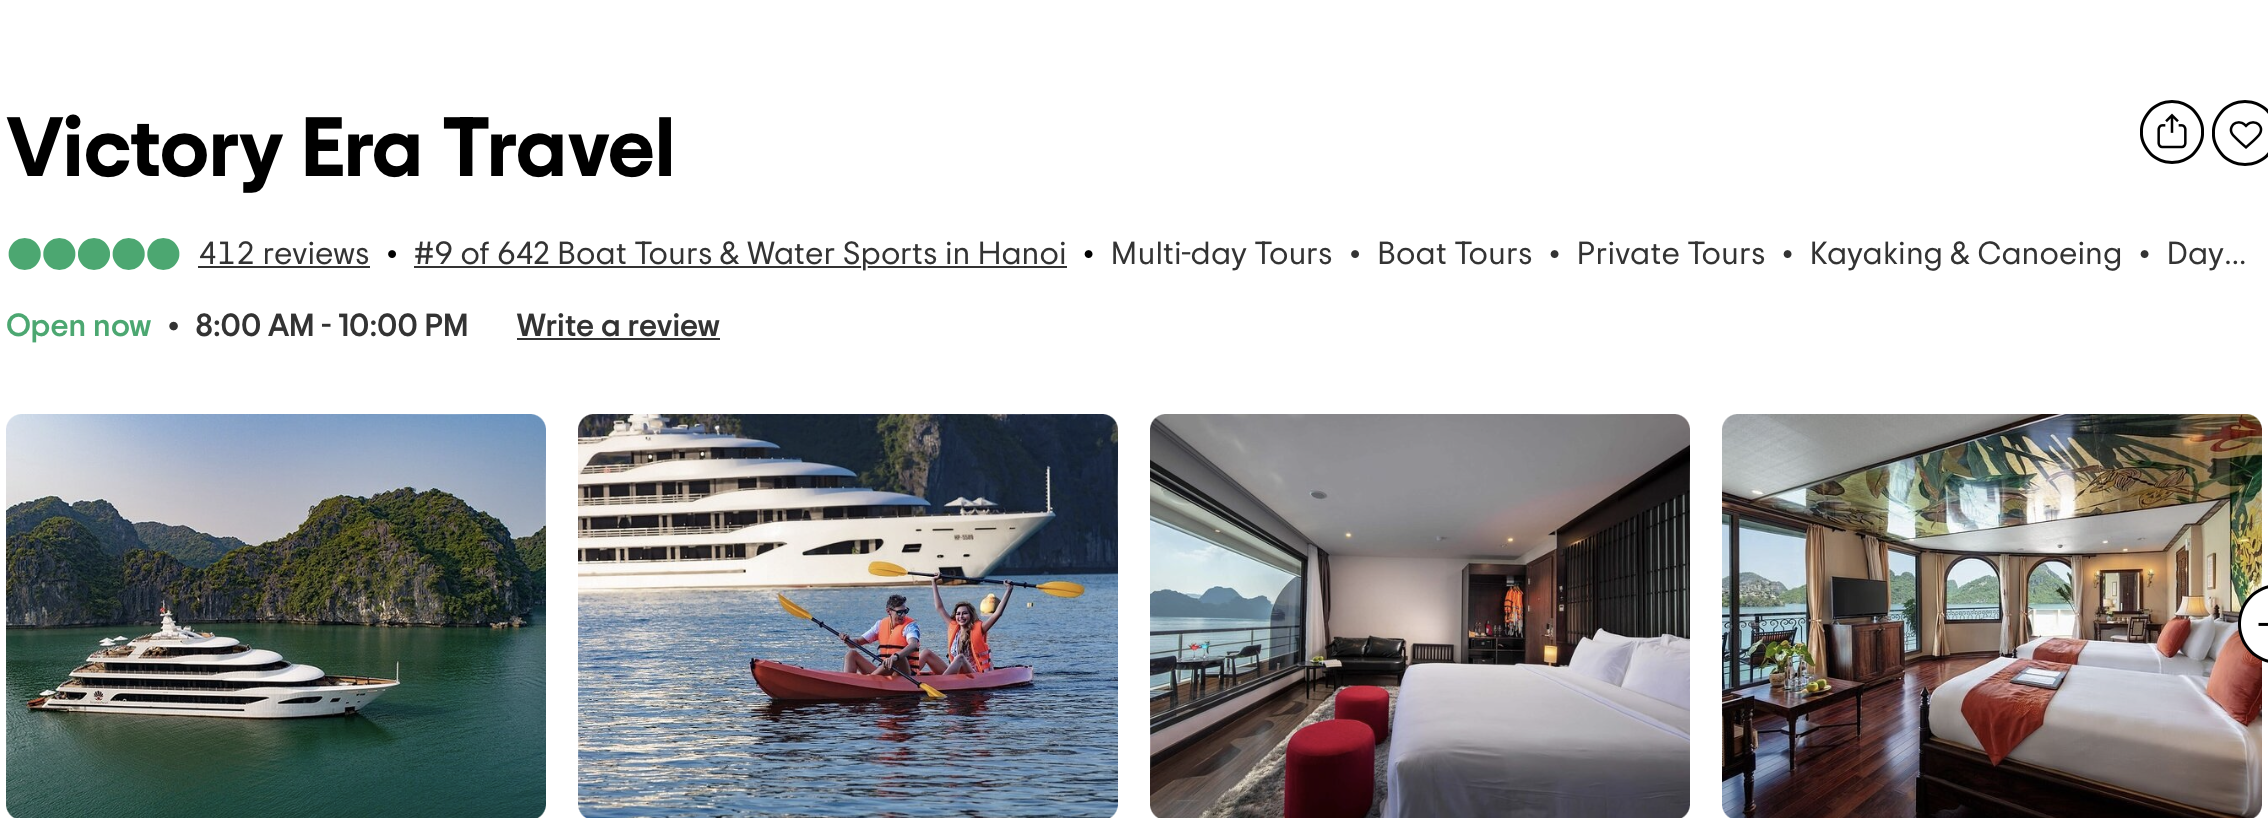 Victory Era Travel
412 reviews • #9 of 642 Boat Tours & Water Sports in Hanoi • Multi-day Tours • Boat Tours • Private Tours • Kayaking & Canoeing • Day...
Open now • 8:00 AM - 10:00 PM Write a review